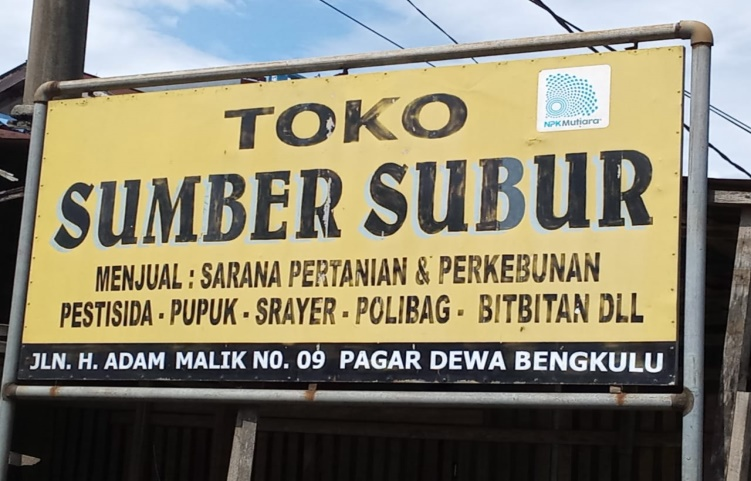 TOKO
NPK Mutiara
SUMBER SUBUR
MENJUAL : SARANA PERTANIAN & PERKEBUNAN
PESTISIDA - PUPUK - SRAYER - POLIBAG - BITBITAN DLL
JLN. H. ADAM MALIK NO. 09 PAGAR DEWA BENGKULU